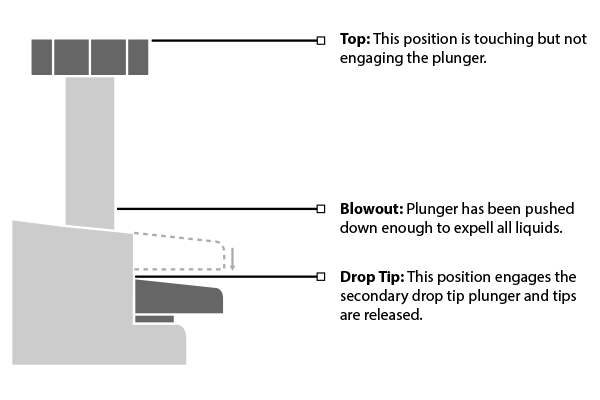 Top: This position is touching but not
engaging the plunger.
Blowout: Plunger has been pushed
down enough to expell all liquids.
Drop Tip: This position engages the
secondary drop tip plunger and tips
are released.